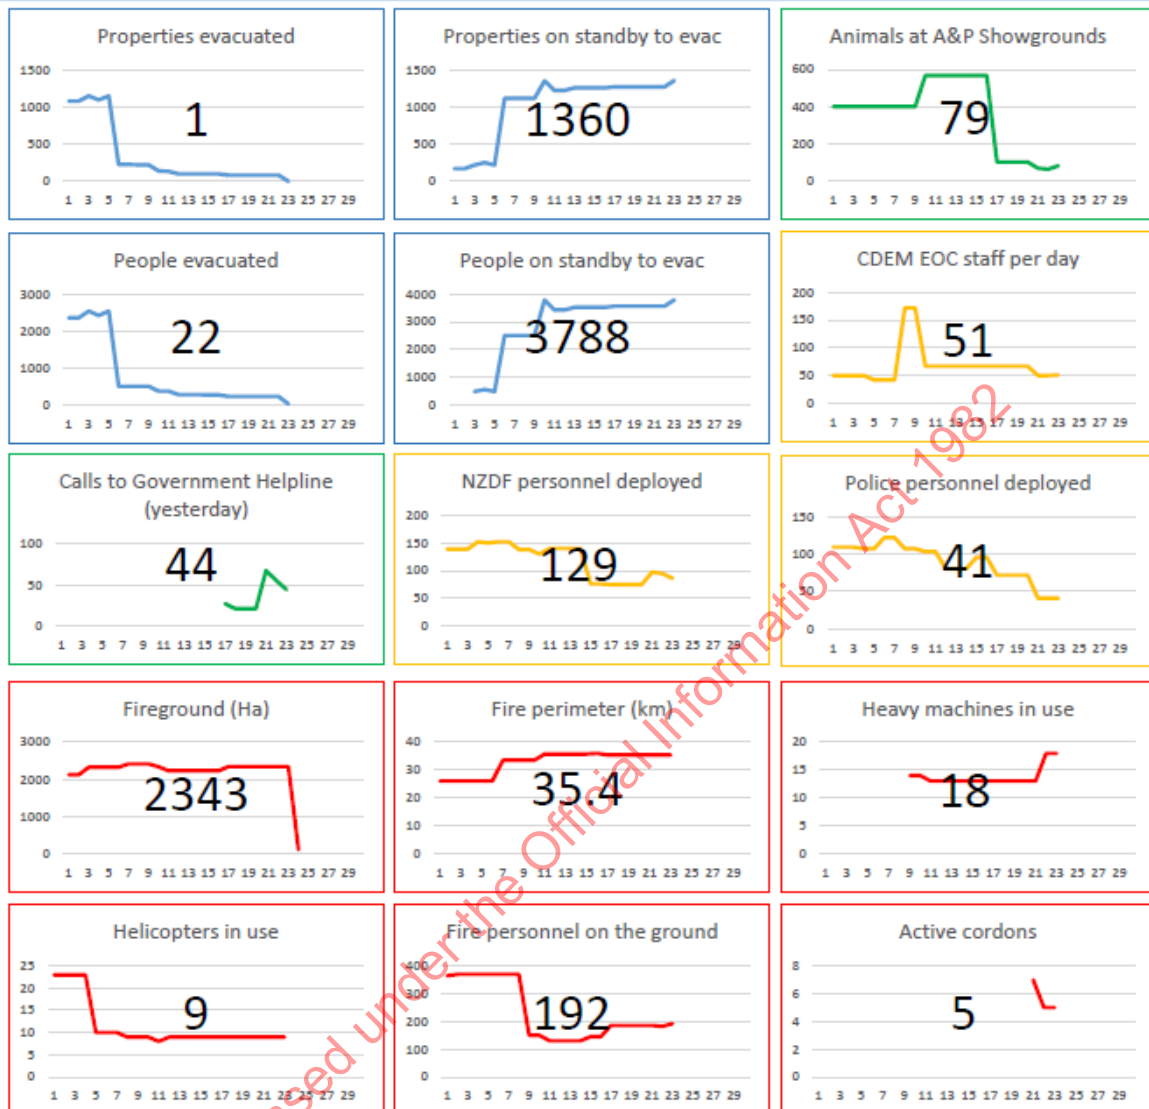 Properties evacuated
1500
1000
500
0
1
1 3 5 7 9 11 13 15 17 19 21 23 25 27 29
Properties on standby to evac
1500
1000
500
0
1360
1 3 5 7 9 11 13 15 17 19 21 23 25 27 29
Animals at A&P Showgrounds
600
400
200
0
79
1 3 5 7 9 11 13 15 17 19 21 23 25 27 29
People evacuated
3000
2000
1000
0
22
1 3 5 7 9 11 13 15 17 19 21 23 25 27 29
People on standby to evac
4000
3000
2000
1000
0
3788
1 3 5 7 9 11 13 15 17 19 21 23 25 27 29
CDEM EOC staff per day
200
150
100
50
0
51
1 3 5 7 9 11 13 15 17 19 21 23 25 27 29
Calls to Government Helpline
(yesterday)
100
50
0
44
1 3 5 7 9 11 13 15 17 19 21 23 25 27 29
NZDF personnel deployed
200
150
100
50
0
129
1 3 5 7 9 11 13 15 17 19 21 23 25 27 29
Police personnel deployed
150
100
50
0
41
1 3 5 7 9 11 13 15 17 19 21 23 25 27 29
Fireground (Ha)
3000
2000
1000
0
2343
1 3 5 7 9 11 13 15 17 19 21 23 25 27 29
Fire perimeter (km)
40
30
20
10
0
35.4
1 3 5 7 9 11 13 15 17 19 21 23 25 27 29
Heavy machines in use
20
15
10
5
0
18
1 3 5 7 9 11 13 15 17 19 21 23 25 27 29
Helicopters in use
25
20
15
10
5
0
9
1 3 5 7 9 11 13 15 17 19 21 23 25 27 29
Fire personnel on the ground
400
300
200
100
0
192
1 3 5 7 9 11 13 15 17 19 21 23 25 27 29
Active cordons
8
6
4
2
0
5
1 3 5 7 9 11 13 15 17 19 21 23 25 27 29
sed under the Official Information Act 1982